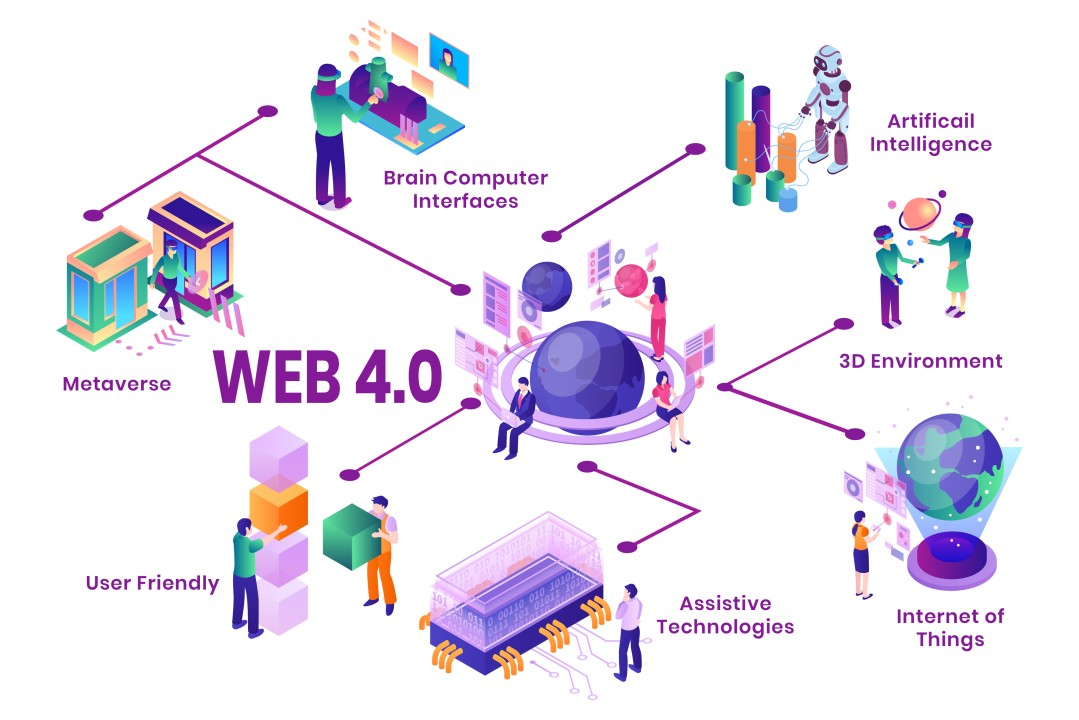 Brain Computer
Interfaces
Artificail
Intelligence
Metaverse
WEB 4.0
3D Environment
User Friendly
Assistive
Technologies
Internet of
Things